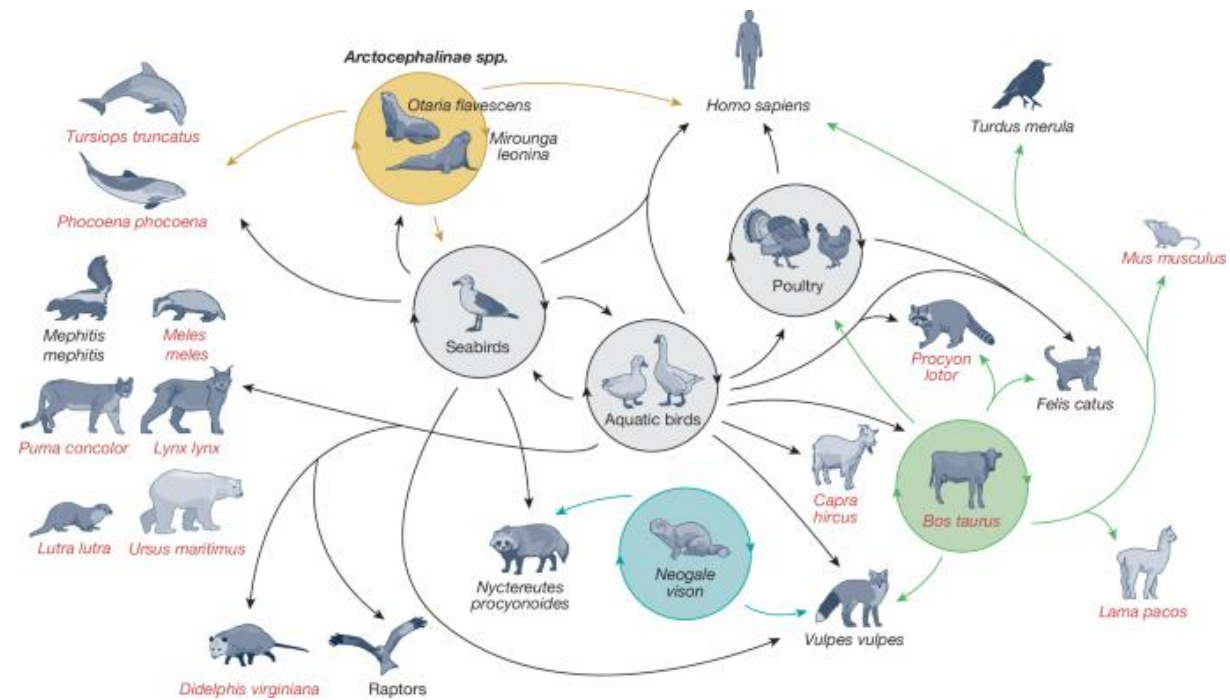 Arctocephalinae spp.
Otaria flavescens
Mirounga
leonina
Homo sapiens
Turdus merula
Tursiops truncatus
Phocoena phocoena
Mus musculus
Poultry
Mephitis
mephitis
Meles
meles
Seabirds
Procyon
lotor
Felis catus
Aquatic birds
Puma concolor
Lynx lynx
Capra
hircus
Bos taurus
Lutra lutra
Ursus maritimus
Nyctereutes
procyonoides
Neogale
vison
Lama pacos
Vulpes vulpes
Didelphis virginiana
Raptors